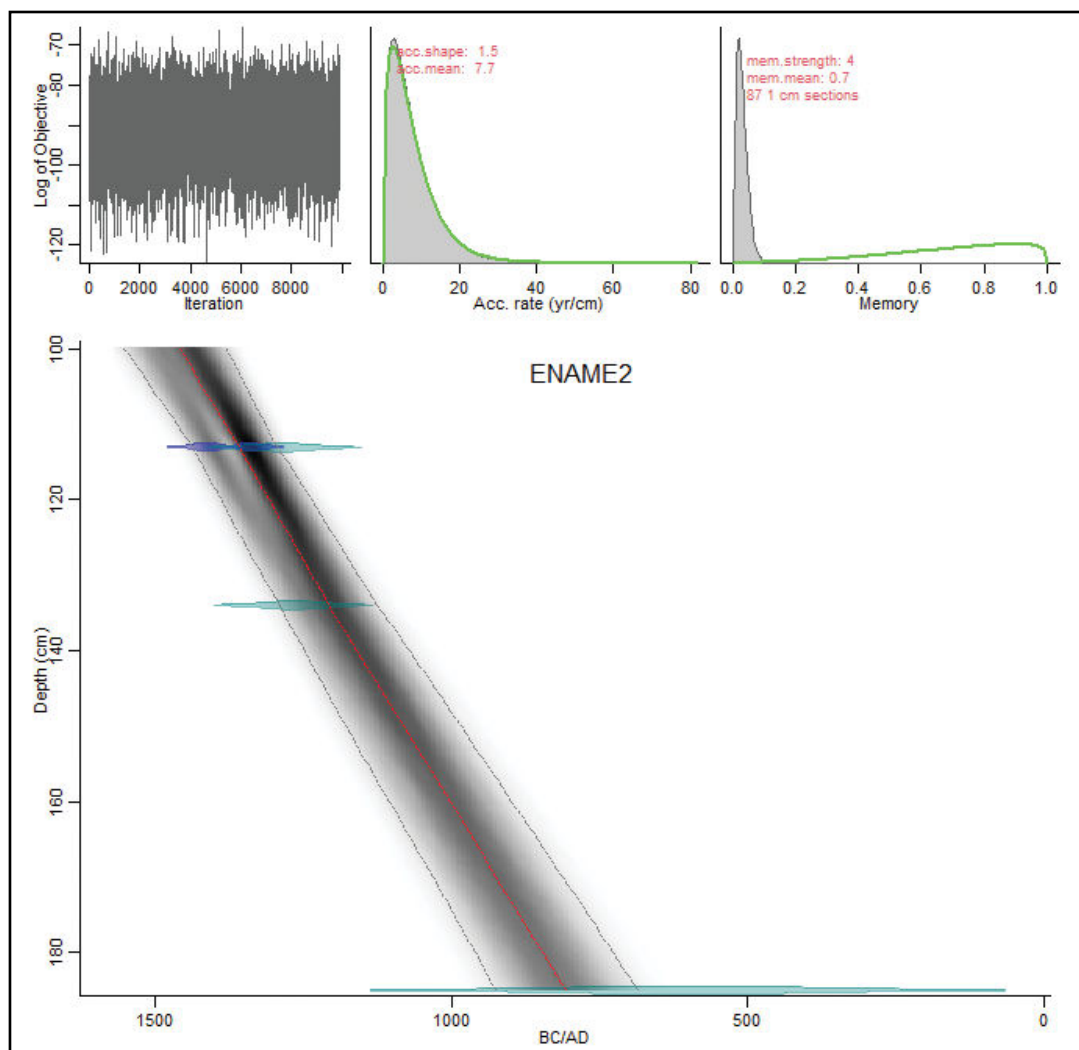 -70
-80
-100
-120
Log of Objective
0 2000 4000 6000 8000
Iteration
acc.shape: 1.5
acc.mean: 7.7
0 20 40 60 80
Acc. rate (yr/cm)
mem.strength: 4
mem.mean: 0.7
87 1 cm sections
0.0 0.2 0.4 0.6 0.8 1.0
Memory
ENAME2
100
120
140
160
180
Depth (cm)
1500 1000 500 0
BC/AD